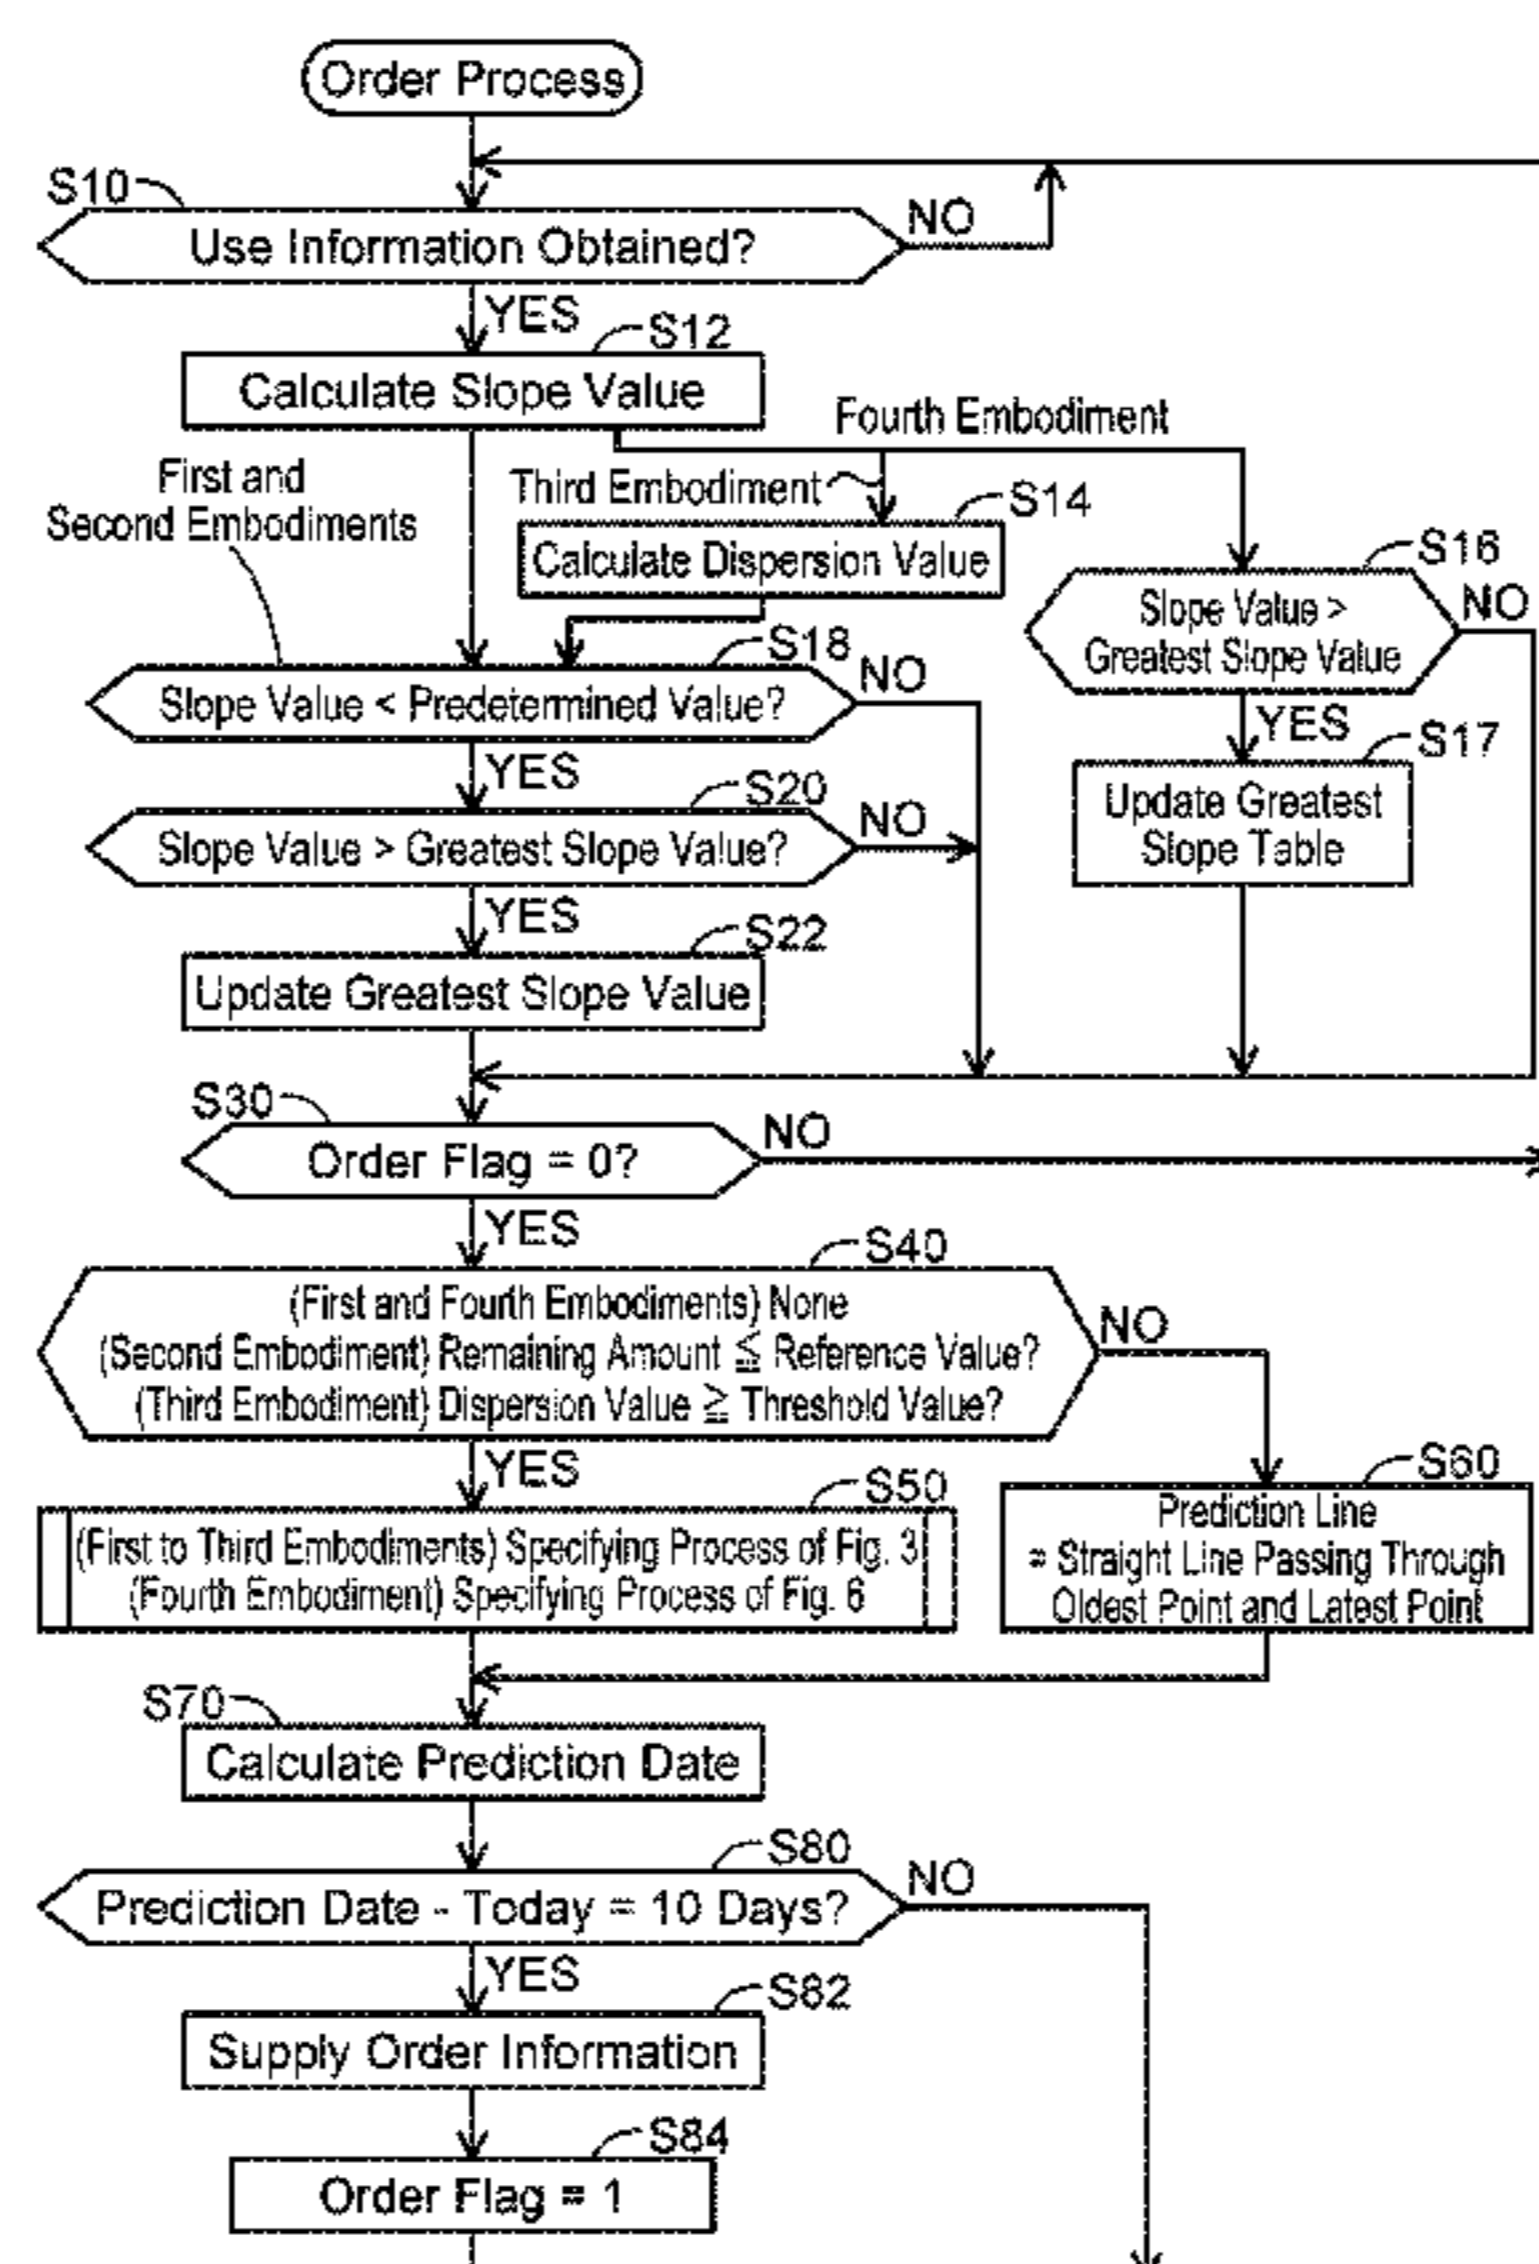 Order Process
S10
NO
Use Information Obtained?
YES
S12
Calculate Slope Value
Fourth Embodiment
First and
Second Embodiments
Third Embodiment
S14
Calculate Dispersion Value
S16
Slope Value >
Greatest Slope Value
NO
S18
NO
Slope Value < Predetermined Value?
YES
YES
S17
Update Greatest
Slope Table
S20
NO
Slope Value > Greatest Slope Value?
YES
S22
Update Greatest Slope Value
S30
NO
Order Flag = 0?
YES
S40
(First and Fourth Embodiments) None
(Second Embodiment) Remaining Amount ≦ Reference Value?
(Third Embodiment) Dispersion Value ≧ Threshold Value?
NO
YES
S50
(First to Third Embodiments) Specifying Process of Fig. 3
(Fourth Embodiment) Specifying Process of Fig. 6
S60
Prediction Line
= Straight Line Passing Through
Oldest Point and Latest Point
S70
Calculate Prediction Date
S80
NO
Prediction Date - Today = 10 Days?
YES
S82
Supply Order Information
S84
Order Flag = 1